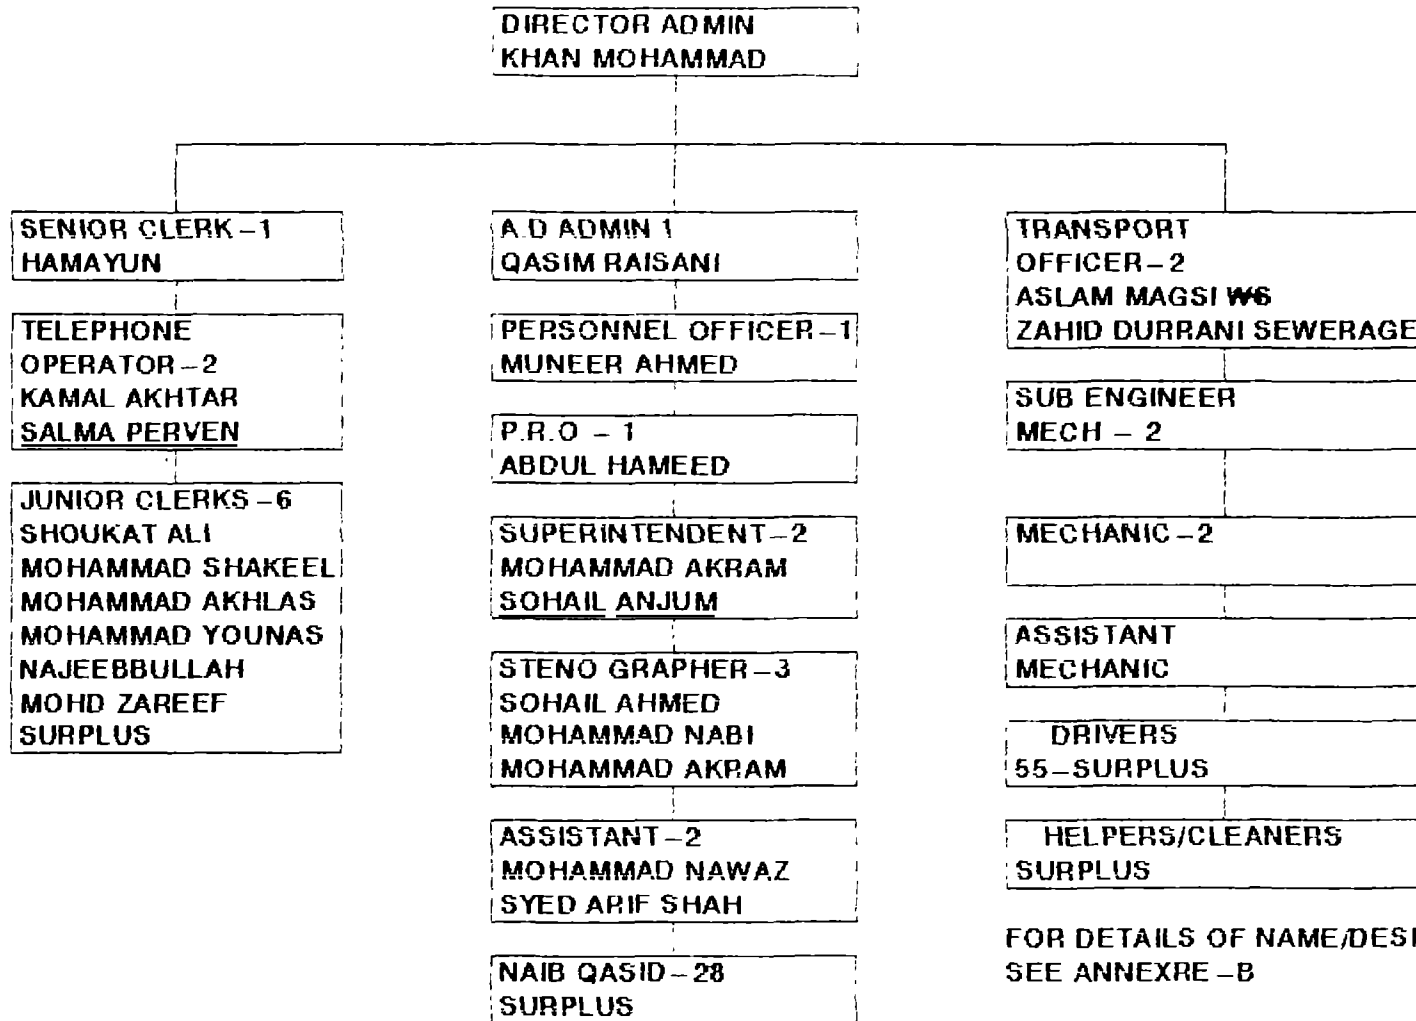 DIRECTOR ADMIN
KHAN MOHAMMAD
SENIOR CLERK-1
HAMAYUN
TELEPHONE
OPERATOR-2
KAMAL AKHTAR
SALMA PERVEN
JUNIOR CLERKS-6
SHOUKAT ALI
MOHAMMAD SHAKEEL
MOHAMMAD AKHLAS
MOHAMMAD YOUNAS
NAJEEBBULLAH
MOHD ZAREEF
SURPLUS
A.D ADMIN 1
QASIM RAISANI
PERSONNEL OFFICER-1
MUNEER AHMED
P.R.O - 1
ABDUL HAMEED
SUPERINTENDENT-2
MOHAMMAD AKRAM
SOHAIL ANJUM
STENO GRAPHER-3
SOHAIL AHMED
MOHAMMAD NABI
MOHAMMAD AKRAM
ASSISTANT-2
MOHAMMAD NAWAZ
SYED ARIF SHAH
NAIB QASID-28
SURPLUS
TRANSPORT
OFFICER-2
ASLAM MAGSI
ZAHID DURRANI SEWERAGE
SUB ENGINEER
MECH - 2
MECHANIC-2
ASSISTANT
MECHANIC
DRIVERS
55-SURPLUS
HELPERS/CLEANERS
SURPLUS
FOR DETAILS OF NAME/DESI
SEE ANNEXRE-B